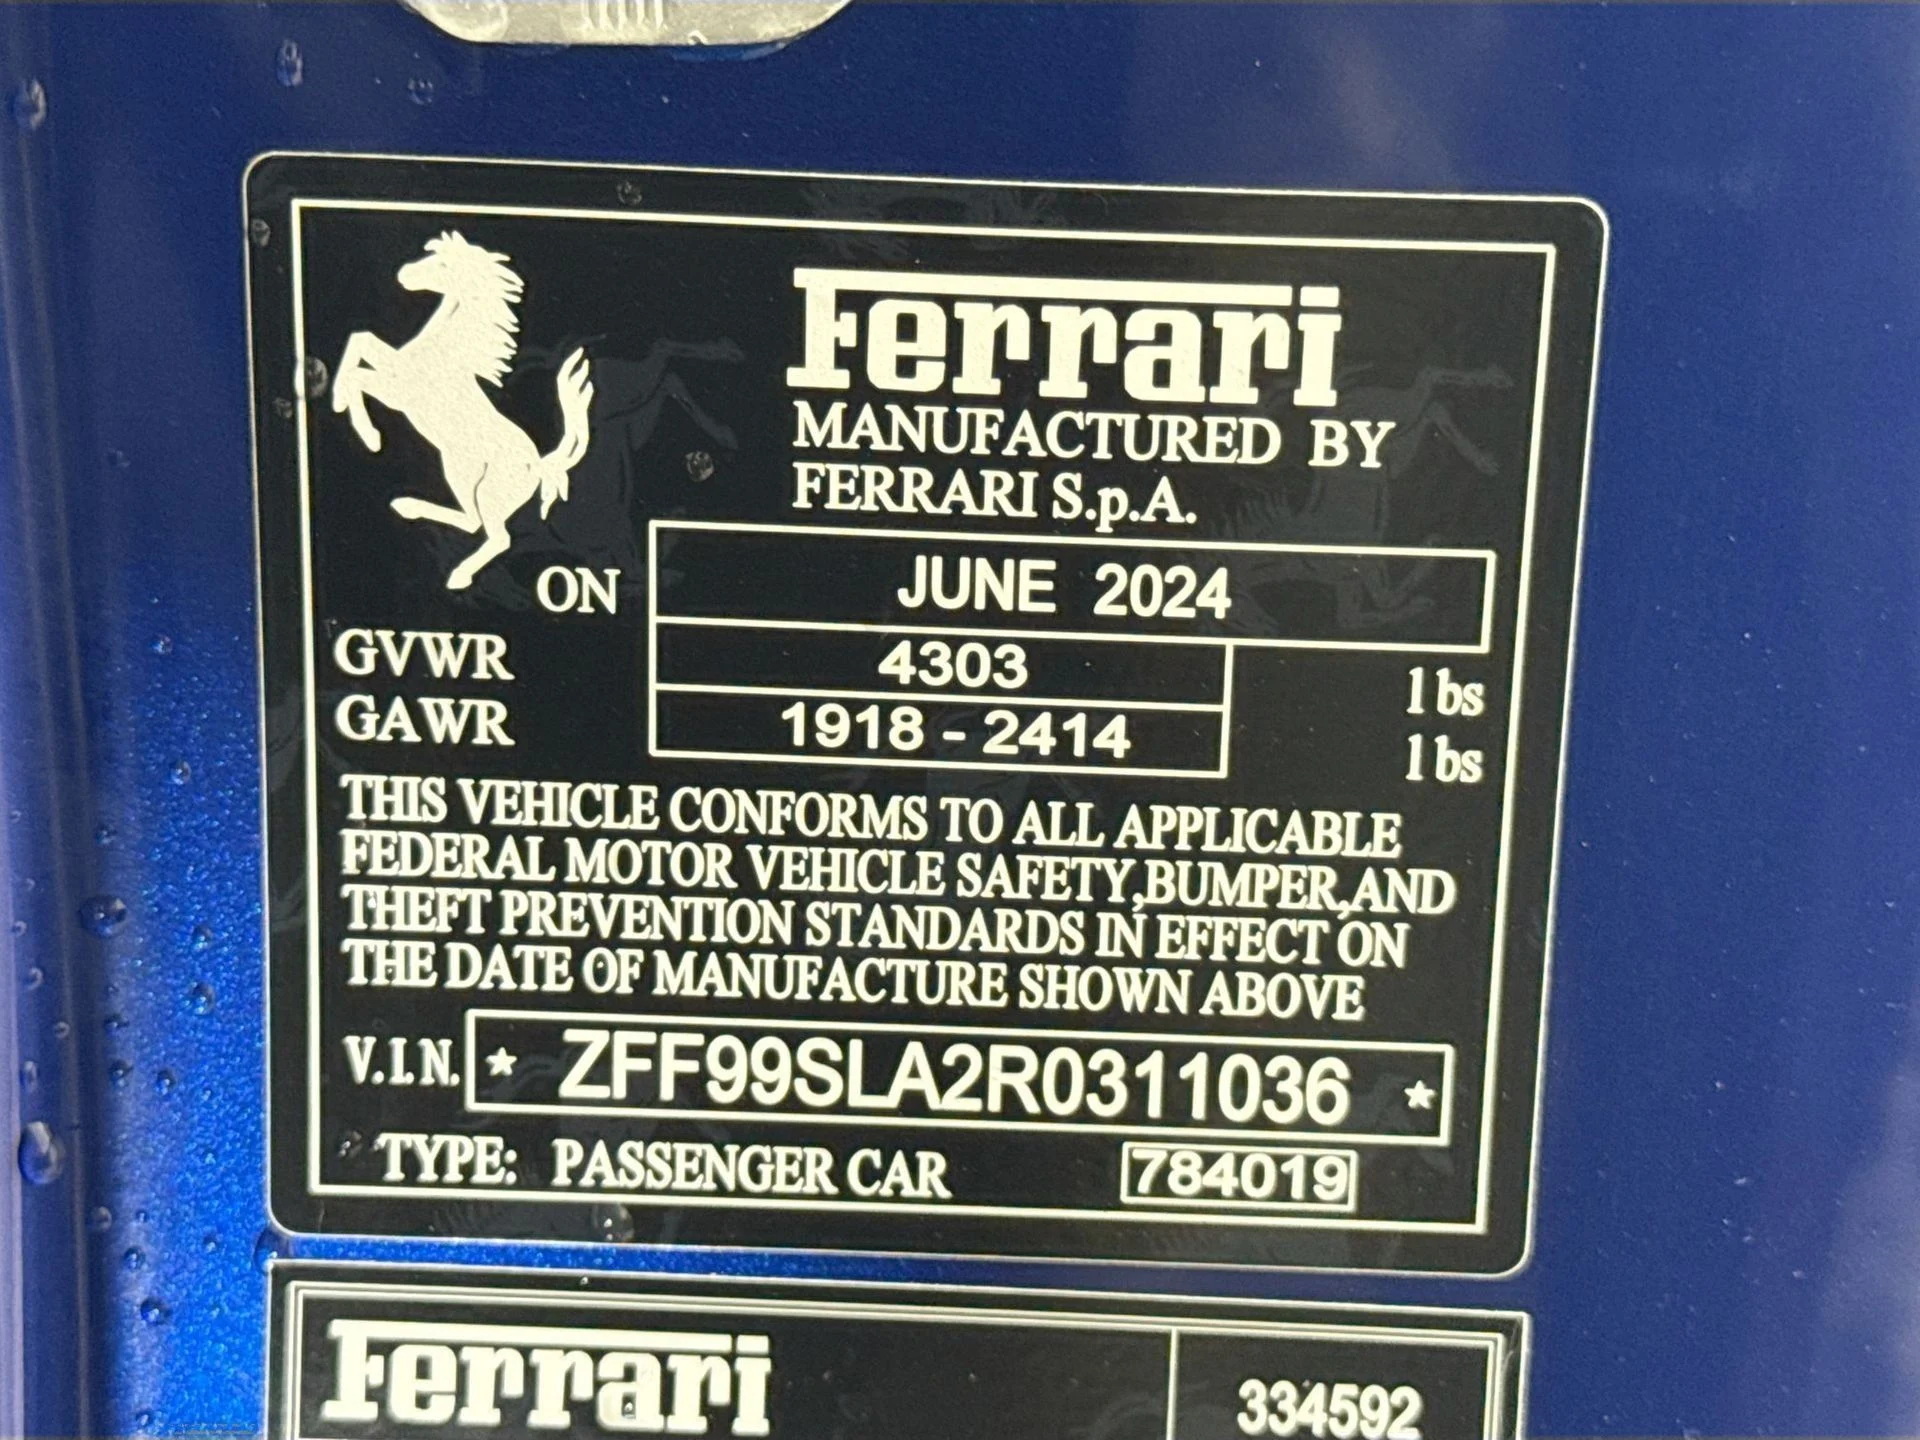 Ferrari
MANUFACTURED BY
FERRARI S.p.A.
ON JUNE 2024
GVWR 4303 lbs
GAWR 1918 - 2414 lbs
THIS VEHICLE CONFORMS TO ALL APPLICABLE
FEDERAL MOTOR VEHICLE SAFETY,BUMPER,AND
THEFT PREVENTION STANDARDS IN EFFECT ON
THE DATE OF MANUFACTURE SHOWN ABOVE
V.I.N. * ZFF99SLA2R0311036 *
TYPE: PASSENGER CAR 784019
Ferrari 334592